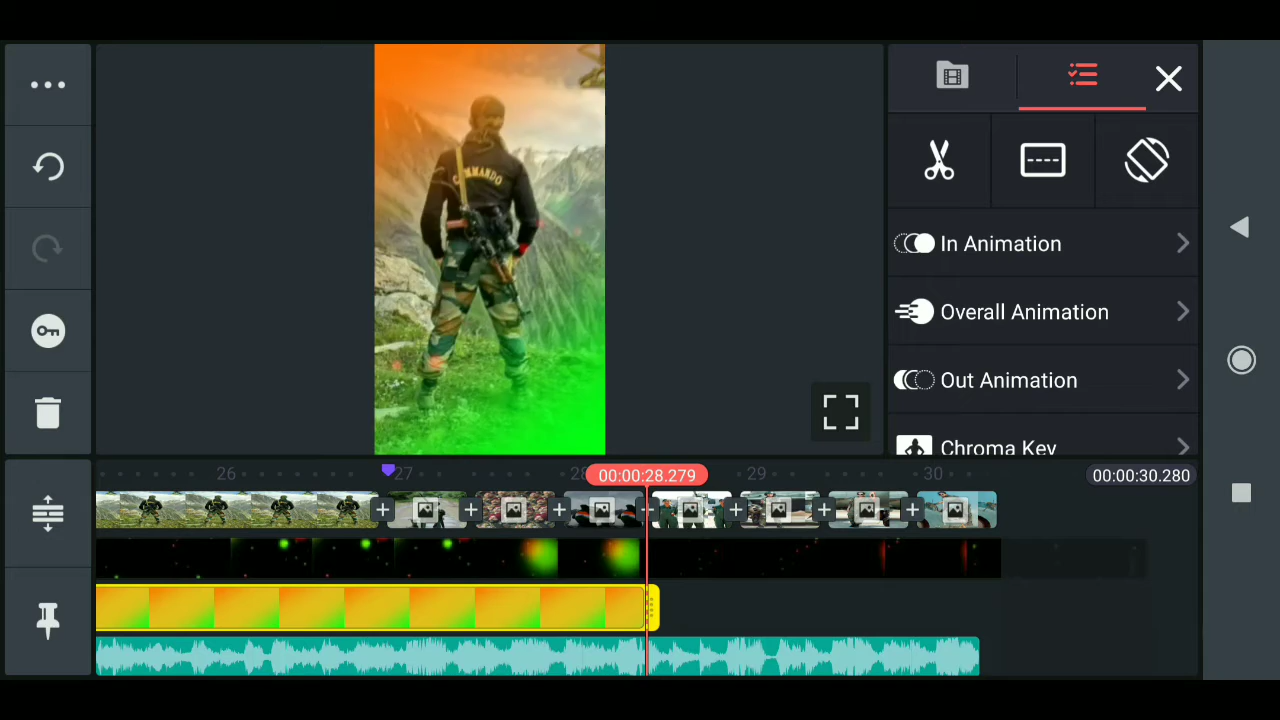 COMMANDO
In Animation
Overall Animation
Out Animation
Chroma Key
26
27
28
00:00:28.279
29
30
00:00:30.280